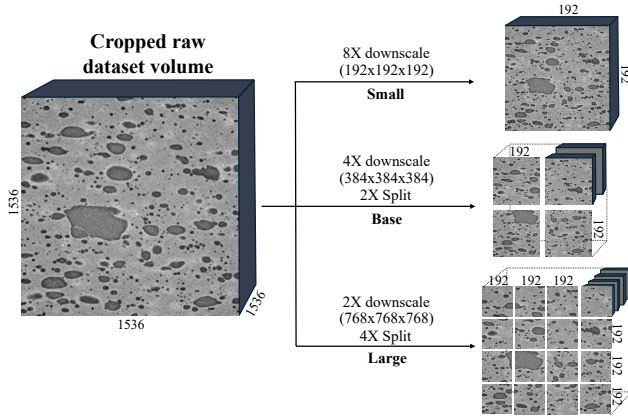 Cropped raw
dataset volume
1536
1536
1536
8X downscale
(192x192x192)
Small
192
192
4X downscale
(384x384x384)
2X Split
Base
192
192
2X downscale
(768x768x768)
4X Split
Large
192 192 192
192
192
192